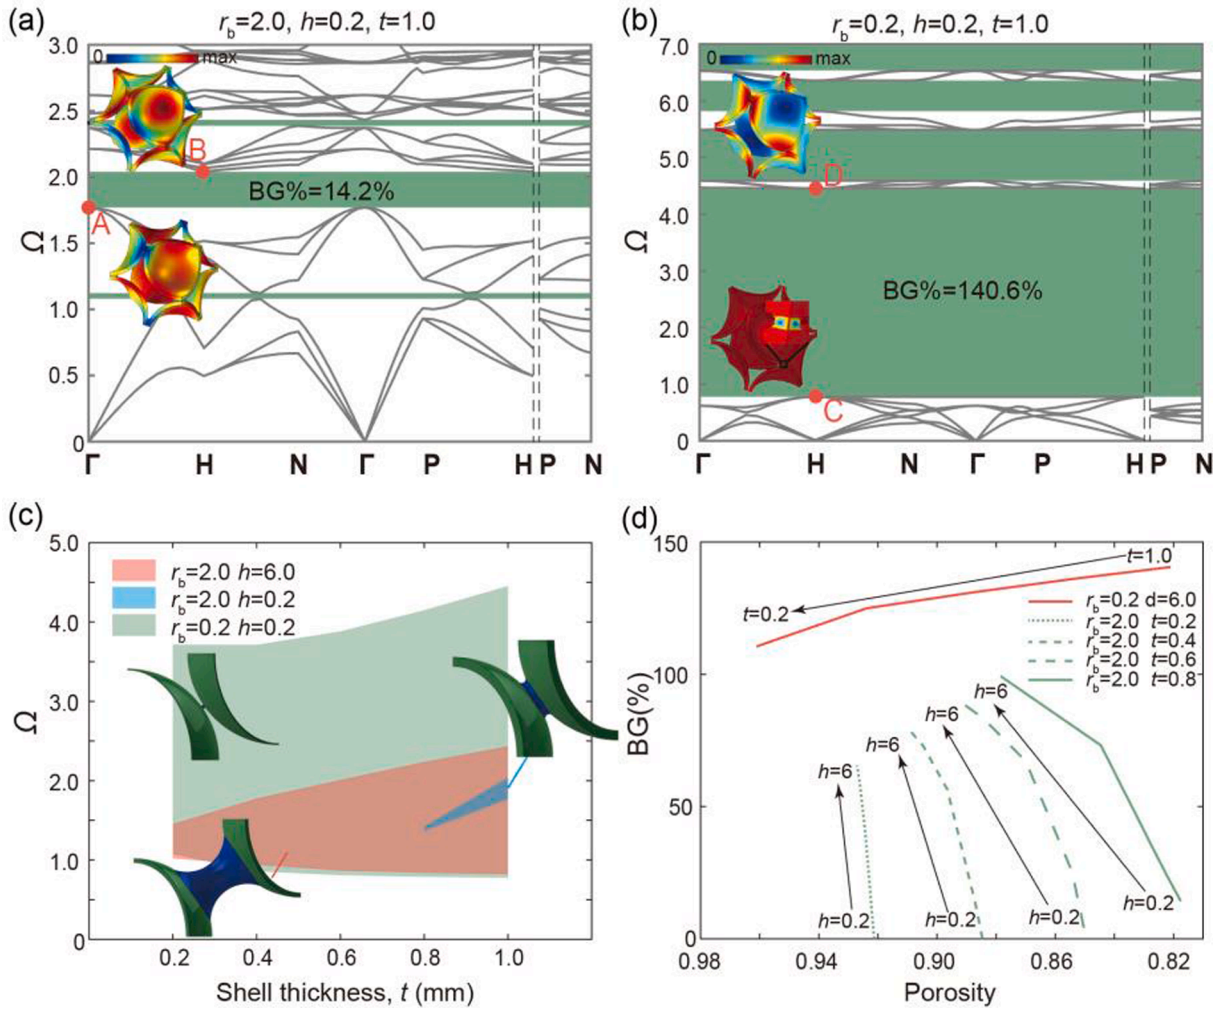 (a)
r_b=2.0, h=0.2, t=1.0
3.0
2.5
2.0
1.5
1.0
0.5
0
Ω
0 max
B
A
BG%=14.2%
Γ H N Γ P H P N
(b)
r_b=0.2, h=0.2, t=1.0
7.0
6.0
5.0
4.0
3.0
2.0
1.0
0
Ω
0 max
D
BG%=140.6%
C
Γ H N Γ P H P N
(c)
5.0
4.0
3.0
2.0
1.0
0
Ω
r_b=2.0 h=6.0
r_b=2.0 h=0.2
r_b=0.2 h=0.2
0.2 0.4 0.6 0.8 1.0
Shell thickness, t (mm)
(d)
150
100
50
0
BG(%)
t=1.0
t=0.2
r_b=0.2 d=6.0
r_b=2.0 t=0.2
r_b=2.0 t=0.4
r_b=2.0 t=0.6
r_b=2.0 t=0.8
h=6
h=6
h=6
h=6
h=0.2
h=0.2
h=0.2
h=0.2
0.98 0.94 0.90 0.86 0.82
Porosity